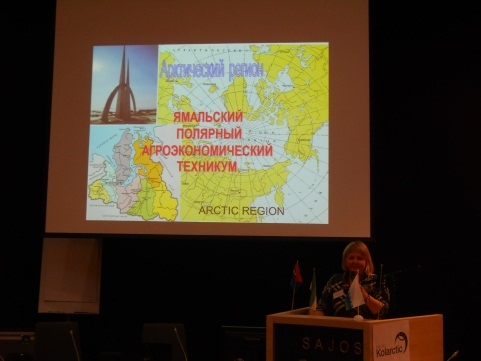 Арктический регион
ЯМАЛЬСКИЙ
ПОЛЯРНЫЙ
АГРОЭКОНОМИЧЕСКИЙ
ТЕХНИКУМ
ARCTIC REGION
SAJOS
Kolarctic